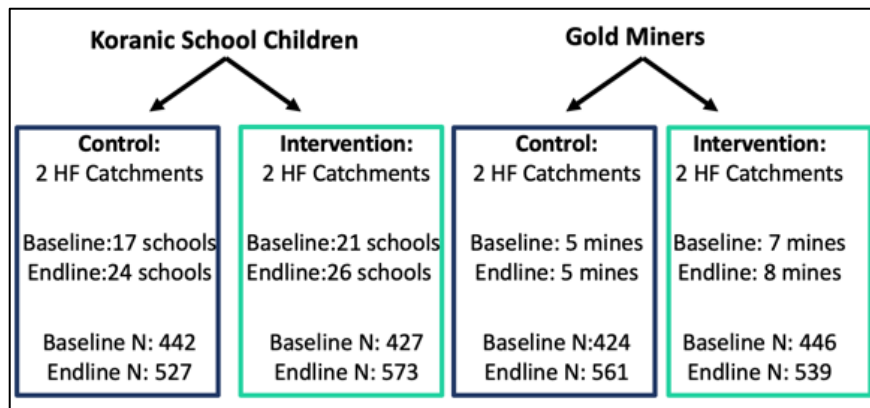 Koranic School Children
Gold Miners
Control:
2 HF Catchments
Baseline:17 schools
Endline:24 schools
Baseline N: 442
Endline N: 527
Intervention:
2 HF Catchments
Baseline:21 schools
Endline:26 schools
Baseline N: 427
Endline N: 573
Control:
2 HF Catchments
Baseline: 5 mines
Endline: 5 mines
Baseline N:424
Endline N: 561
Intervention:
2 HF Catchments
Baseline: 7 mines
Endline: 8 mines
Baseline N: 446
Endline N: 539